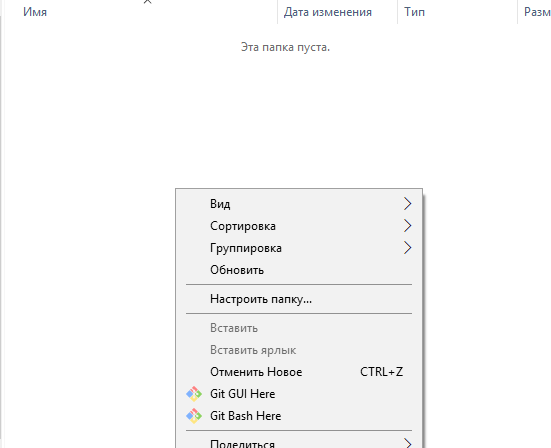 Имя Дата изменения Тип Разм
Эта папка пуста.
Вид
Сортировка
Группировка
Обновить
Настроить папку...
Вставить
Вставить ярлык
Отменить Новое CTRL+Z
Git GUI Here
Git Bash Here
Поделиться